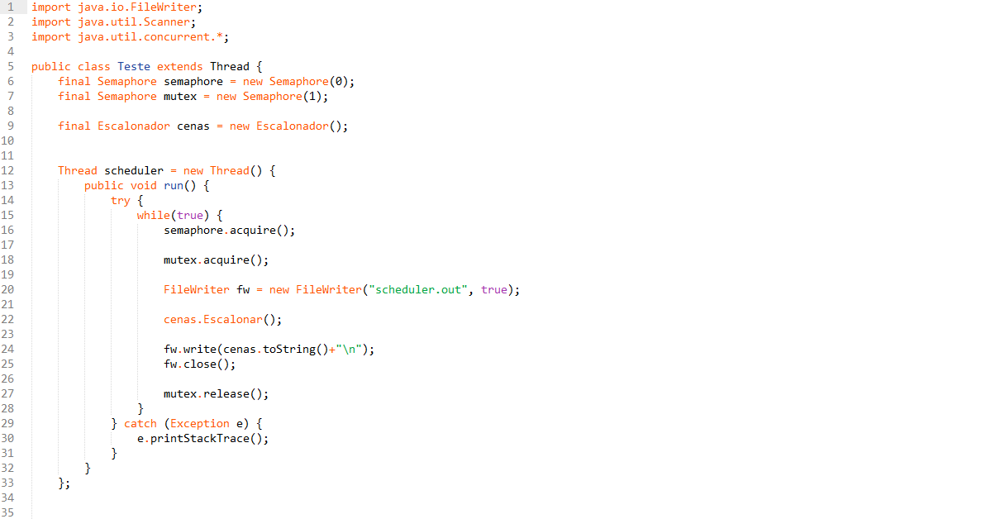 1 import java.io.FileWriter;
2 import java.util.Scanner;
3 import java.util.concurrent.*;
4
5 public class Teste extends Thread {
6     final Semaphore semaphore = new Semaphore(0);
7     final Semaphore mutex = new Semaphore(1);
8
9     final Escalonador cenas = new Escalonador();
10
11
12     Thread scheduler = new Thread() {
13         public void run() {
14             try {
15                 while(true) {
16                     semaphore.acquire();
17
18                     mutex.acquire();
19
20                     FileWriter fw = new FileWriter("scheduler.out", true);
21
22                     cenas.Escalonar();
23
24                     fw.write(cenas.toString()+"\n");
25                     fw.close();
26
27                     mutex.release();
28                 }
29             } catch (Exception e) {
30                 e.printStackTrace();
31             }
32         }
33     };
34
35